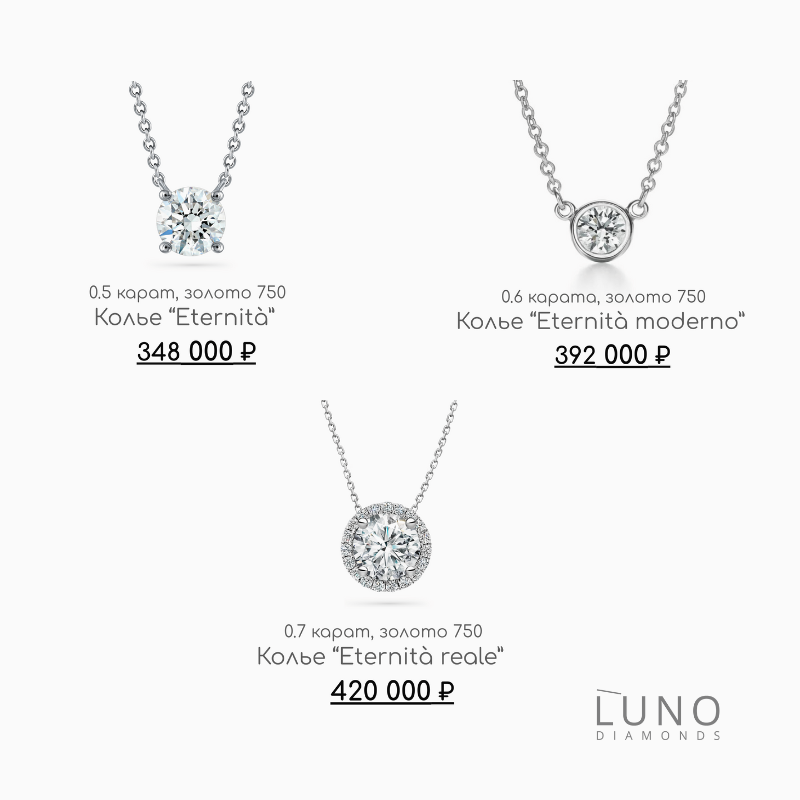 0.5 карат, золото 750
Колье “Eternità”
348 000 ₽
0.6 карата, золото 750
Колье “Eternità moderno”
392 000 ₽
0.7 карат, золото 750
Колье “Eternità reale”
420 000 ₽
LUNO
DIAMONDS